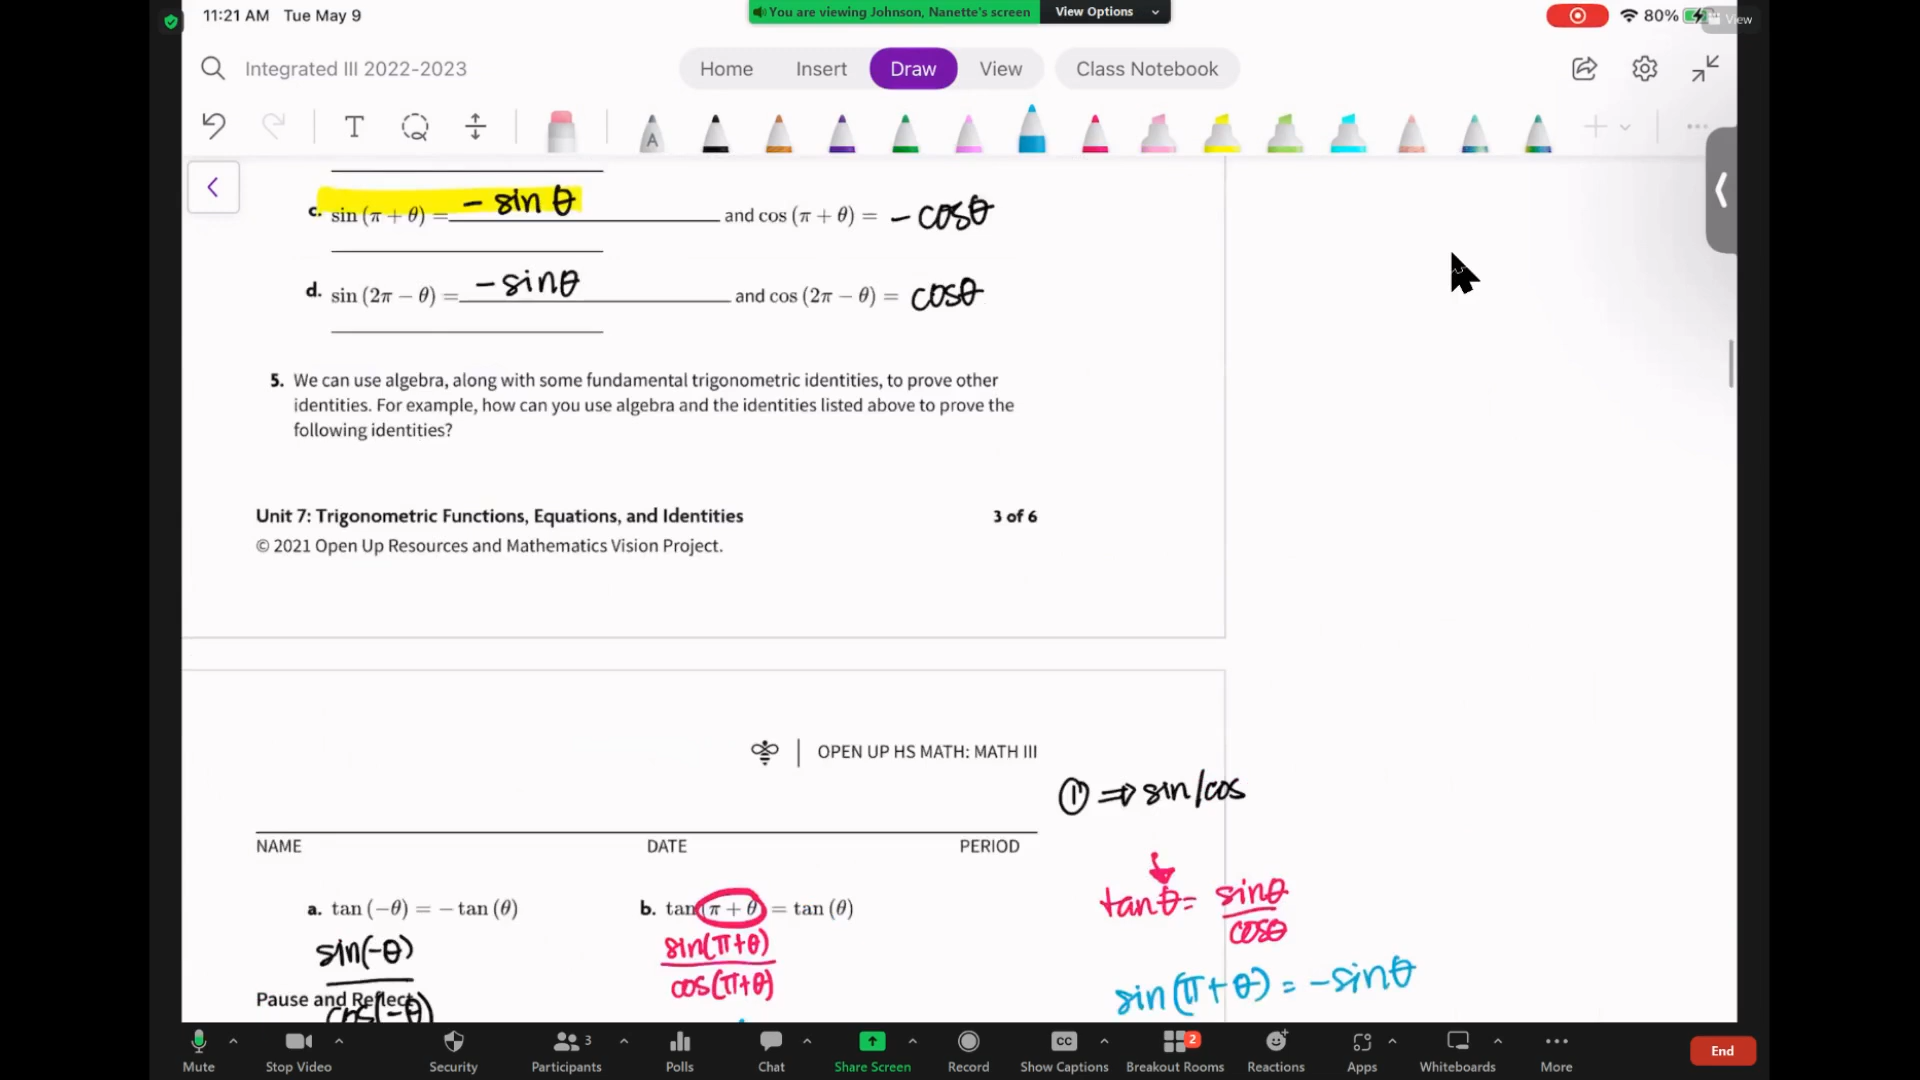 11:21 AM Tue May 9
You are viewing Johnson, Nanette's screen View Options
80%
View
Integrated III 2022-2023
Home Insert Draw View Class Notebook
T
A
c. sin (π + θ) = - sin θ and cos (π + θ) = - cosθ
d. sin (2π − θ) = - sinθ and cos (2π − θ) = cosθ
5. We can use algebra, along with some fundamental trigonometric identities, to prove other
identities. For example, how can you use algebra and the identities listed above to prove the
following identities?
Unit 7: Trigonometric Functions, Equations, and Identities 3 of 6
© 2021 Open Up Resources and Mathematics Vision Project.
OPEN UP HS MATH: MATH III
① ⇒ sin/cos
NAME DATE PERIOD
a. tan (−θ) = − tan (θ) b. tan (π + θ) = tan (θ)
tanθ = sinθ
cosθ
sin(-θ)
cos(-θ)
sin(π+θ)
cos(π+θ)
sin(π+θ) = -sinθ
Pause and Reflect
Mute Stop Video Security Participants 3 Polls Chat Share Screen Record CC Show Captions Breakout Rooms 2 Reactions Apps Whiteboards More End